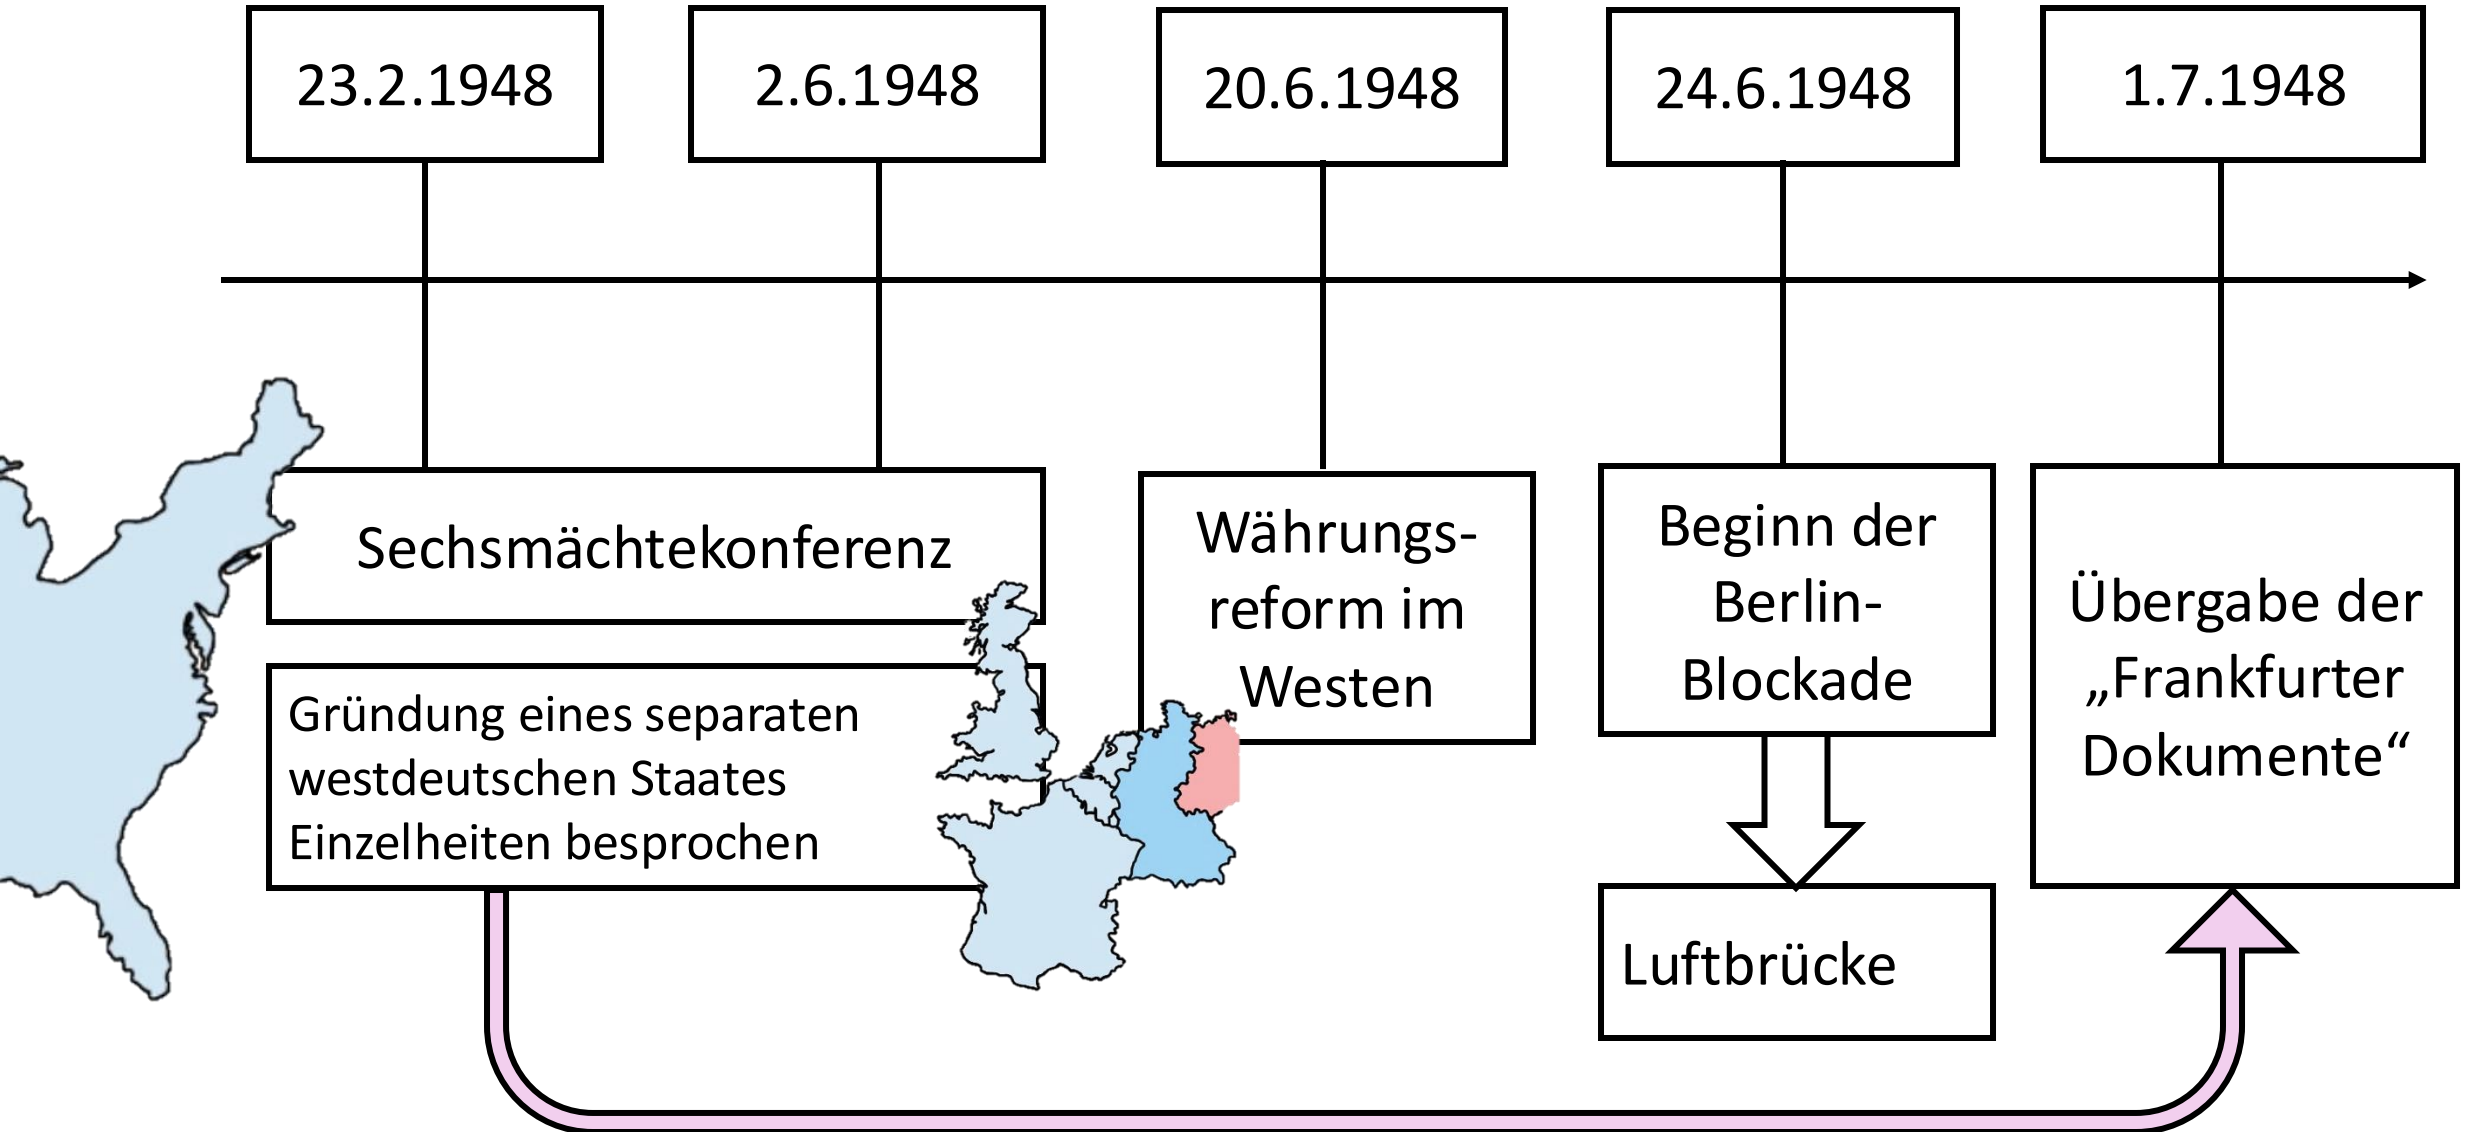 23.2.1948
2.6.1948
20.6.1948
24.6.1948
1.7.1948
Sechsmächtekonferenz
Gründung eines separaten
westdeutschen Staates
Einzelheiten besprochen
Währungs-
reform im
Westen
Beginn der
Berlin-
Blockade
Luftbrücke
Übergabe der
„Frankfurter
Dokumente“